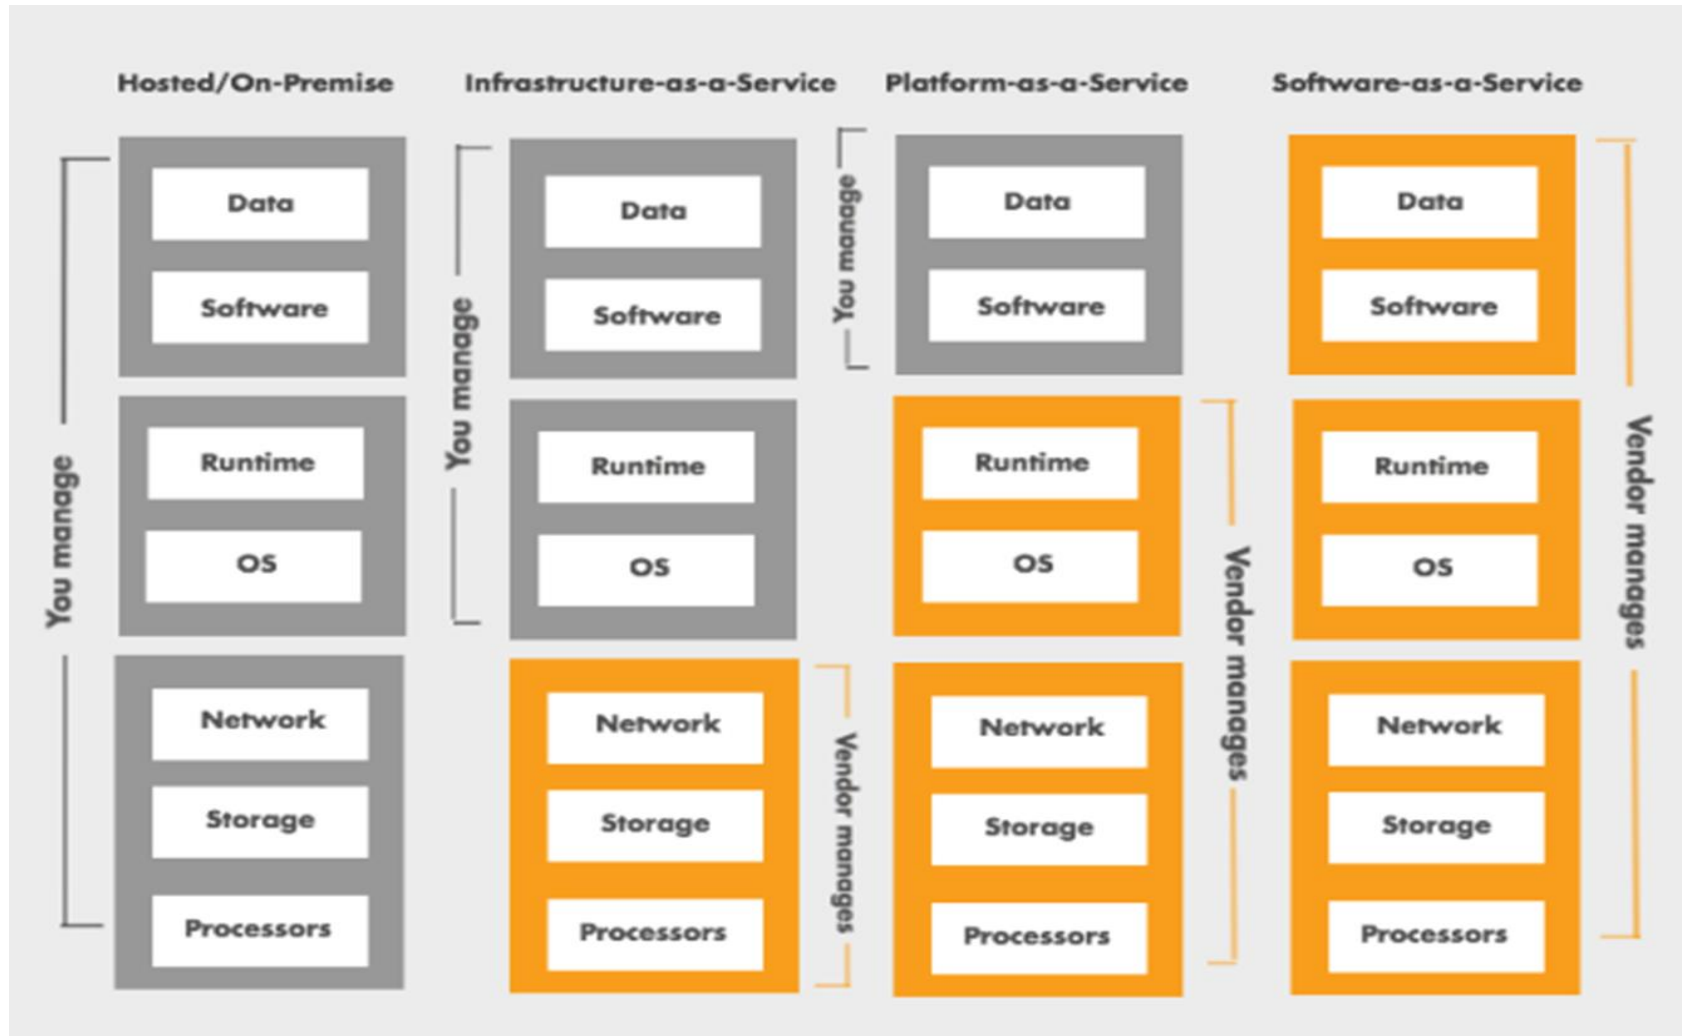 Hosted/On-Premise
Infrastructure-as-a-Service
Platform-as-a-Service
Software-as-a-Service
You manage
Data
Software
Runtime
OS
Network
Storage
Processors
You manage
Data
Software
Runtime
OS
Network
Storage
Processors
Vendor manages
You manage
Data
Software
Runtime
OS
Network
Storage
Processors
Vendor manages
Data
Software
Runtime
OS
Network
Storage
Processors
Vendor manages